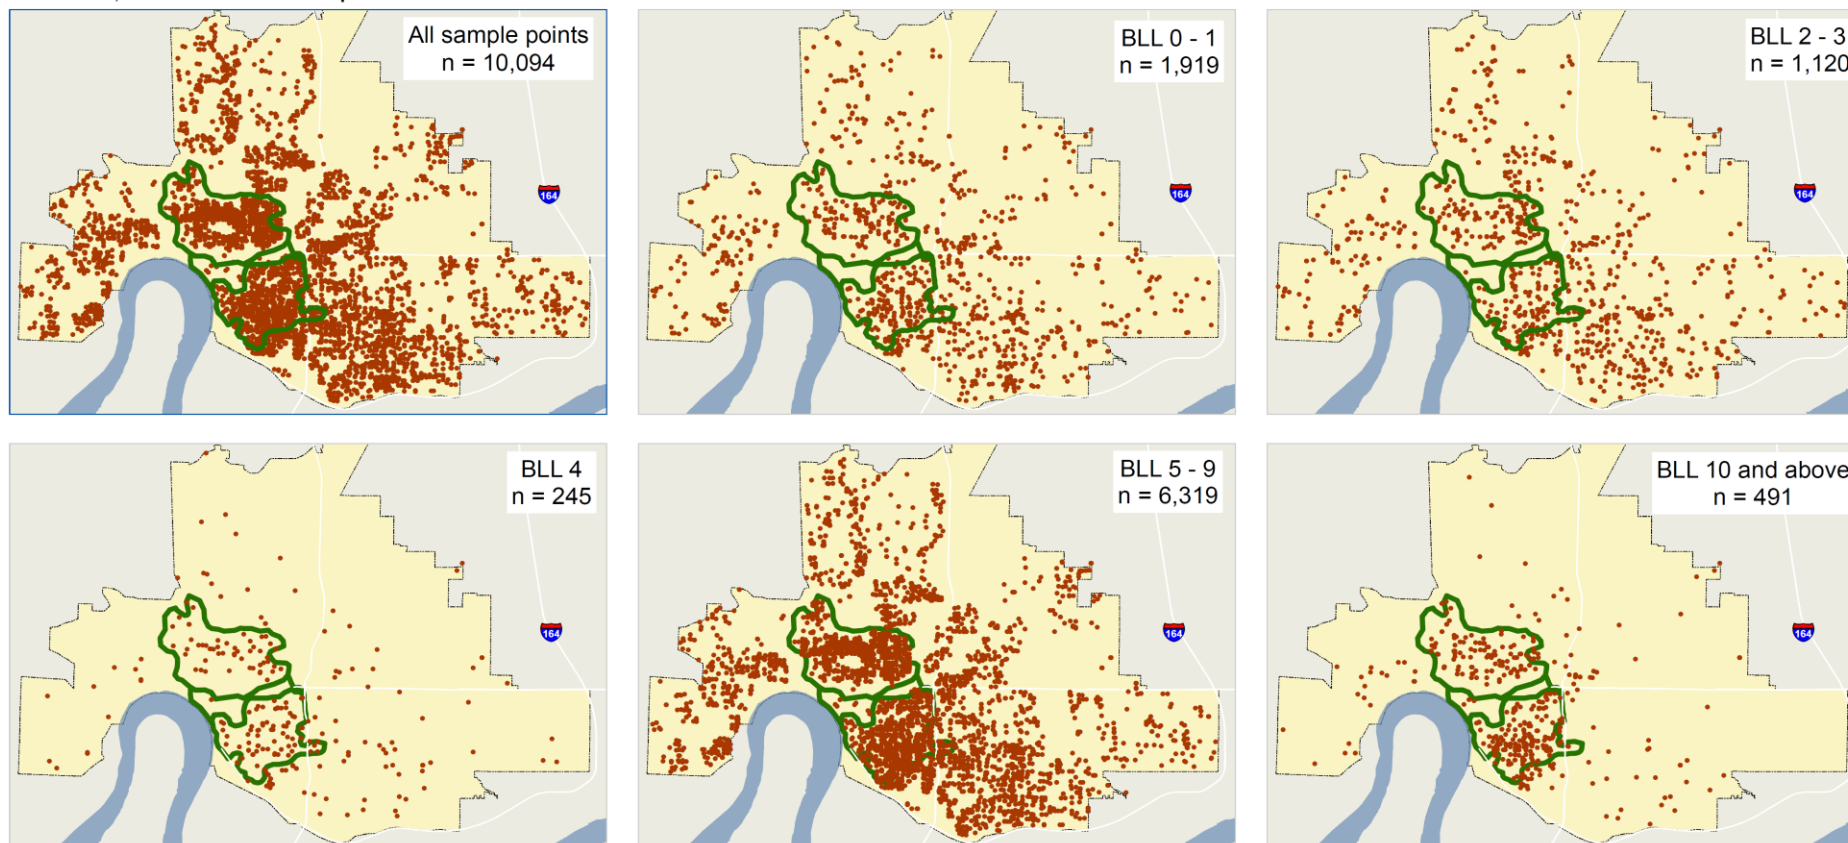 All sample points
n = 10,094
164
BLL 0 - 1
n = 1,919
164
BLL 2 - 3
n = 1,120
164
BLL 4
n = 245
164
BLL 5 - 9
n = 6,319
164
BLL 10 and above
n = 491
164